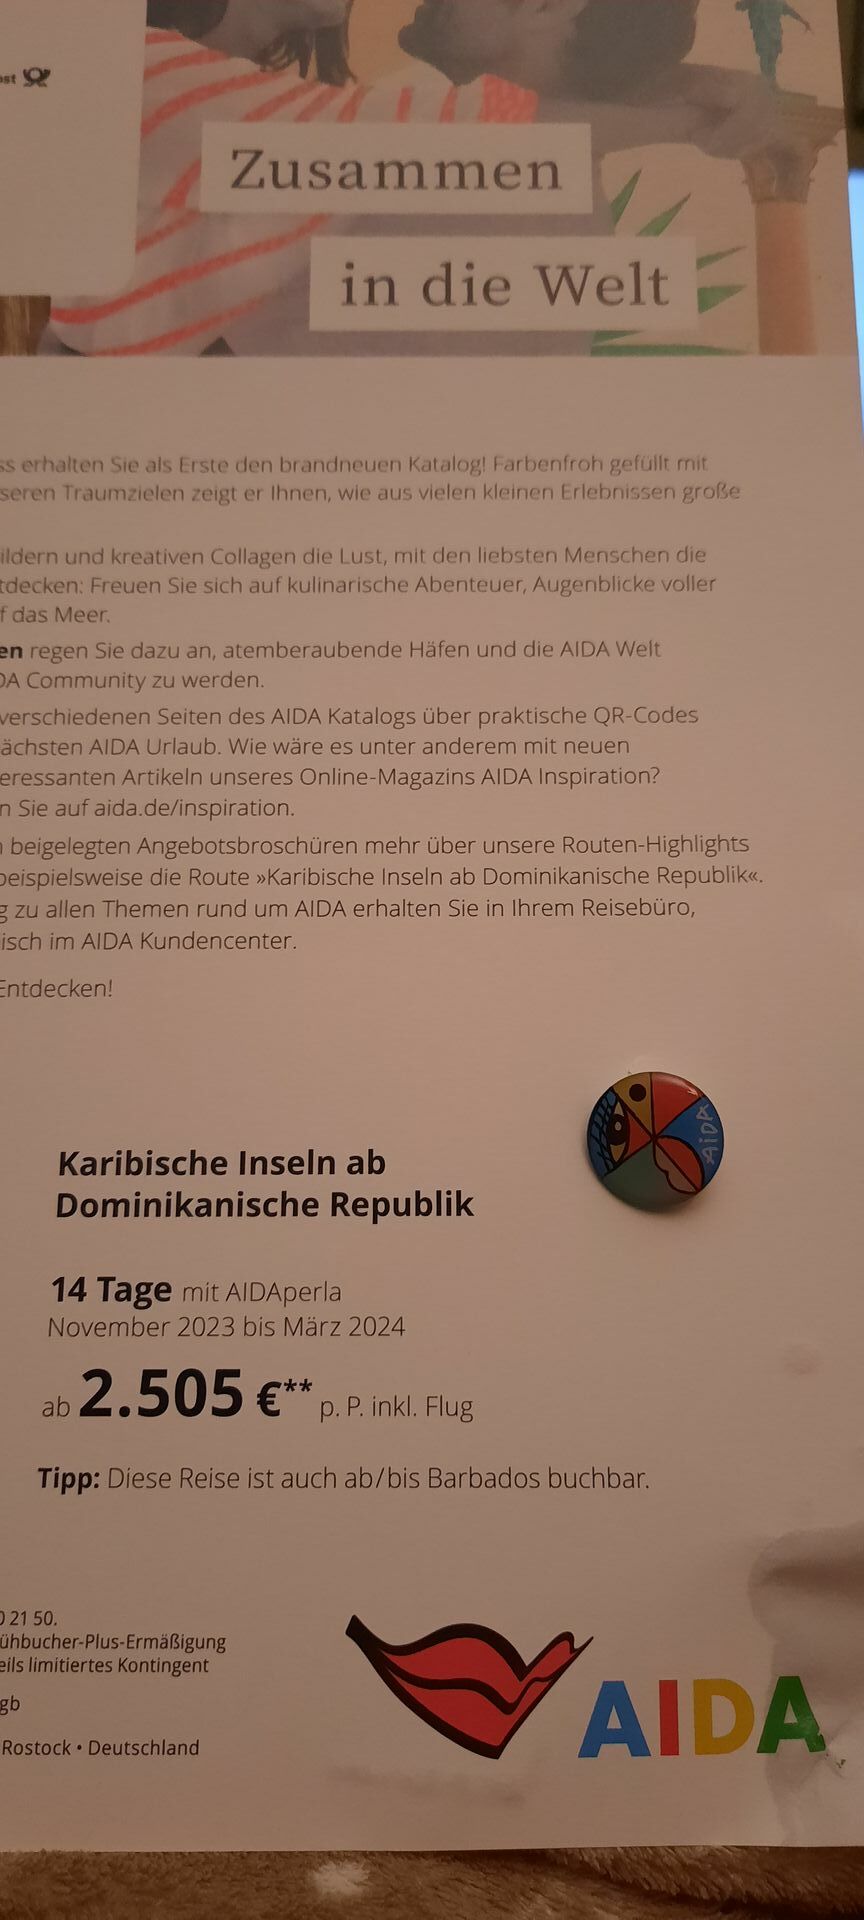 Zusammen
in die Welt
erhalten Sie als Erste den brandneuen Katalog! Farbenfroh gefüllt mit
Traumzielen zeigt er Ihnen, wie aus vielen kleinen Erlebnissen große
ildern und kreativen Collagen die Lust, mit den liebsten Menschen die
tdecken: Freuen Sie sich auf kulinarische Abenteuer, Augenblicke voller
f das Meer.
en regen Sie dazu an, atemberaubende Häfen und die AIDA Welt
DA Community zu werden.
verschiedenen Seiten des AIDA Katalogs über praktische QR-Codes
ächsten AIDA Urlaub. Wie wäre es unter anderem mit neuen
eressanten Artikeln unseres Online-Magazins AIDA Inspiration?
n Sie auf aida.de/inspiration.
beigelegten Angebotsbroschüren mehr über unsere Routen-Highlights
beispielsweise die Route »Karibische Inseln ab Dominikanische Republik«.
g zu allen Themen rund um AIDA erhalten Sie in Ihrem Reisebüro,
isch im AIDA Kundencenter.
Entdecken!
AIDA
Karibische Inseln ab
Dominikanische Republik
14 Tage mit AIDAperla
November 2023 bis März 2024
ab 2.505 €** p. P. inkl. Flug
Tipp: Diese Reise ist auch ab/bis Barbados buchbar.
0 21 50.
ühbucher-Plus-Ermäßigung
eils limitiertes Kontingent
gb
Rostock • Deutschland
AIDA